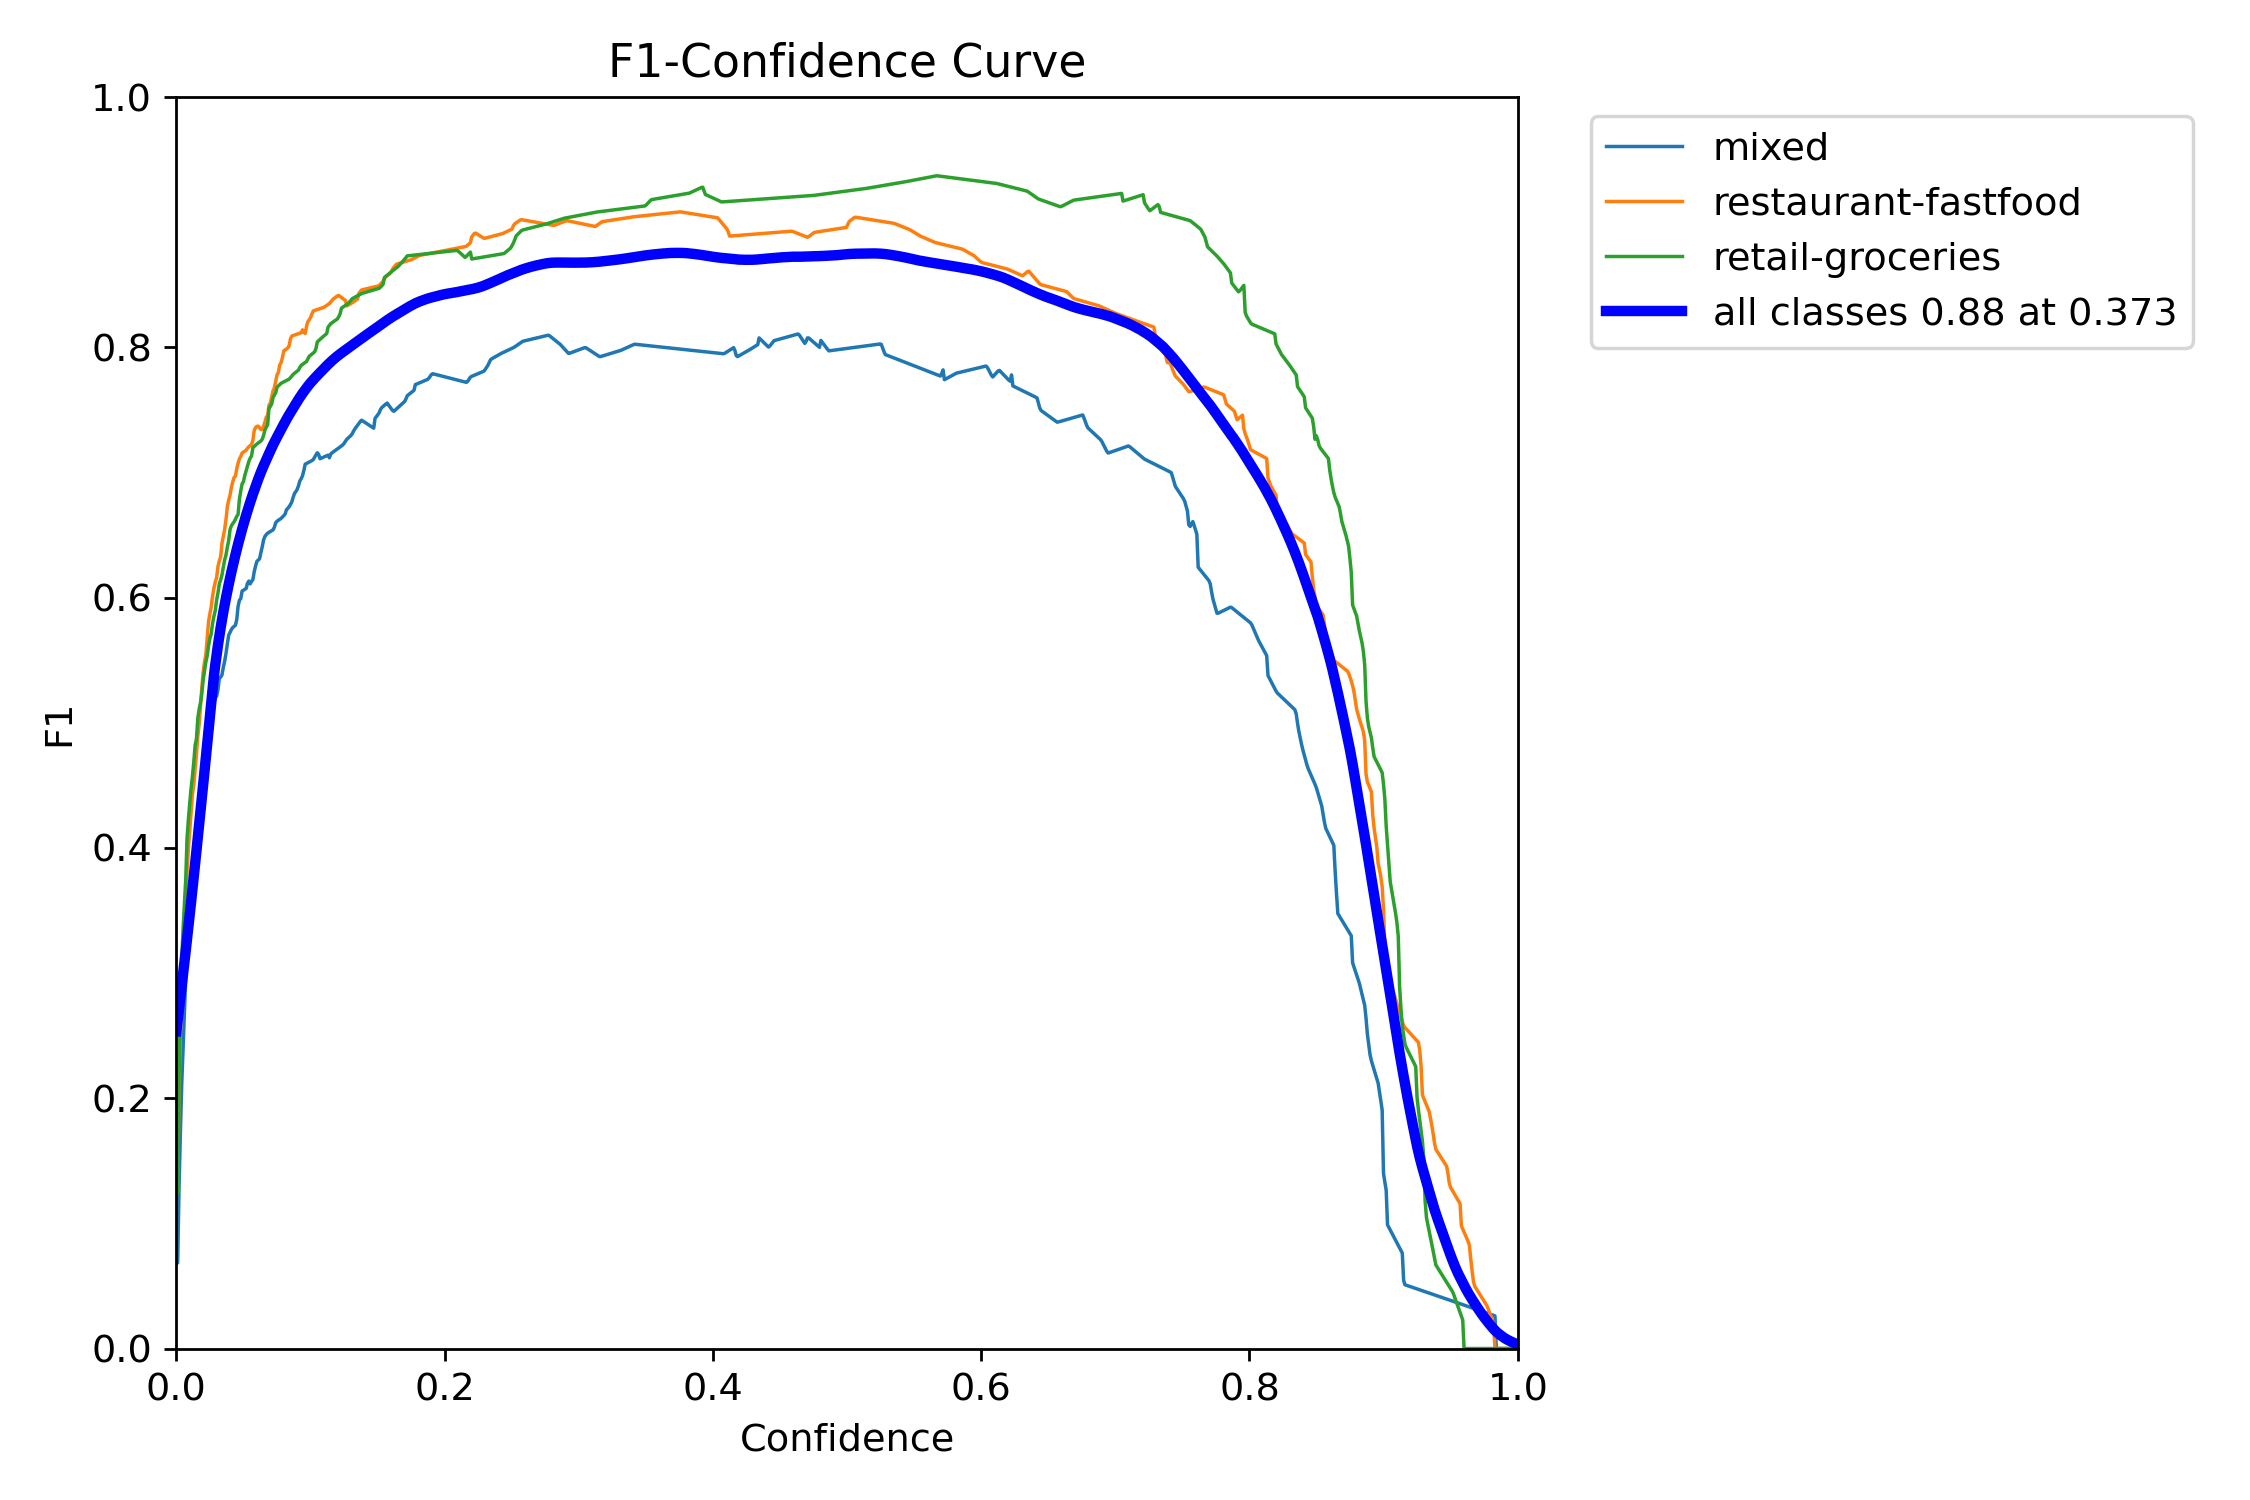 F1-Confidence Curve
1.0
0.8
0.6
0.4
0.2
0.0
F1
0.0 0.2 0.4 0.6 0.8 1.0
Confidence
mixed
restaurant-fastfood
retail-groceries
all classes 0.88 at 0.373